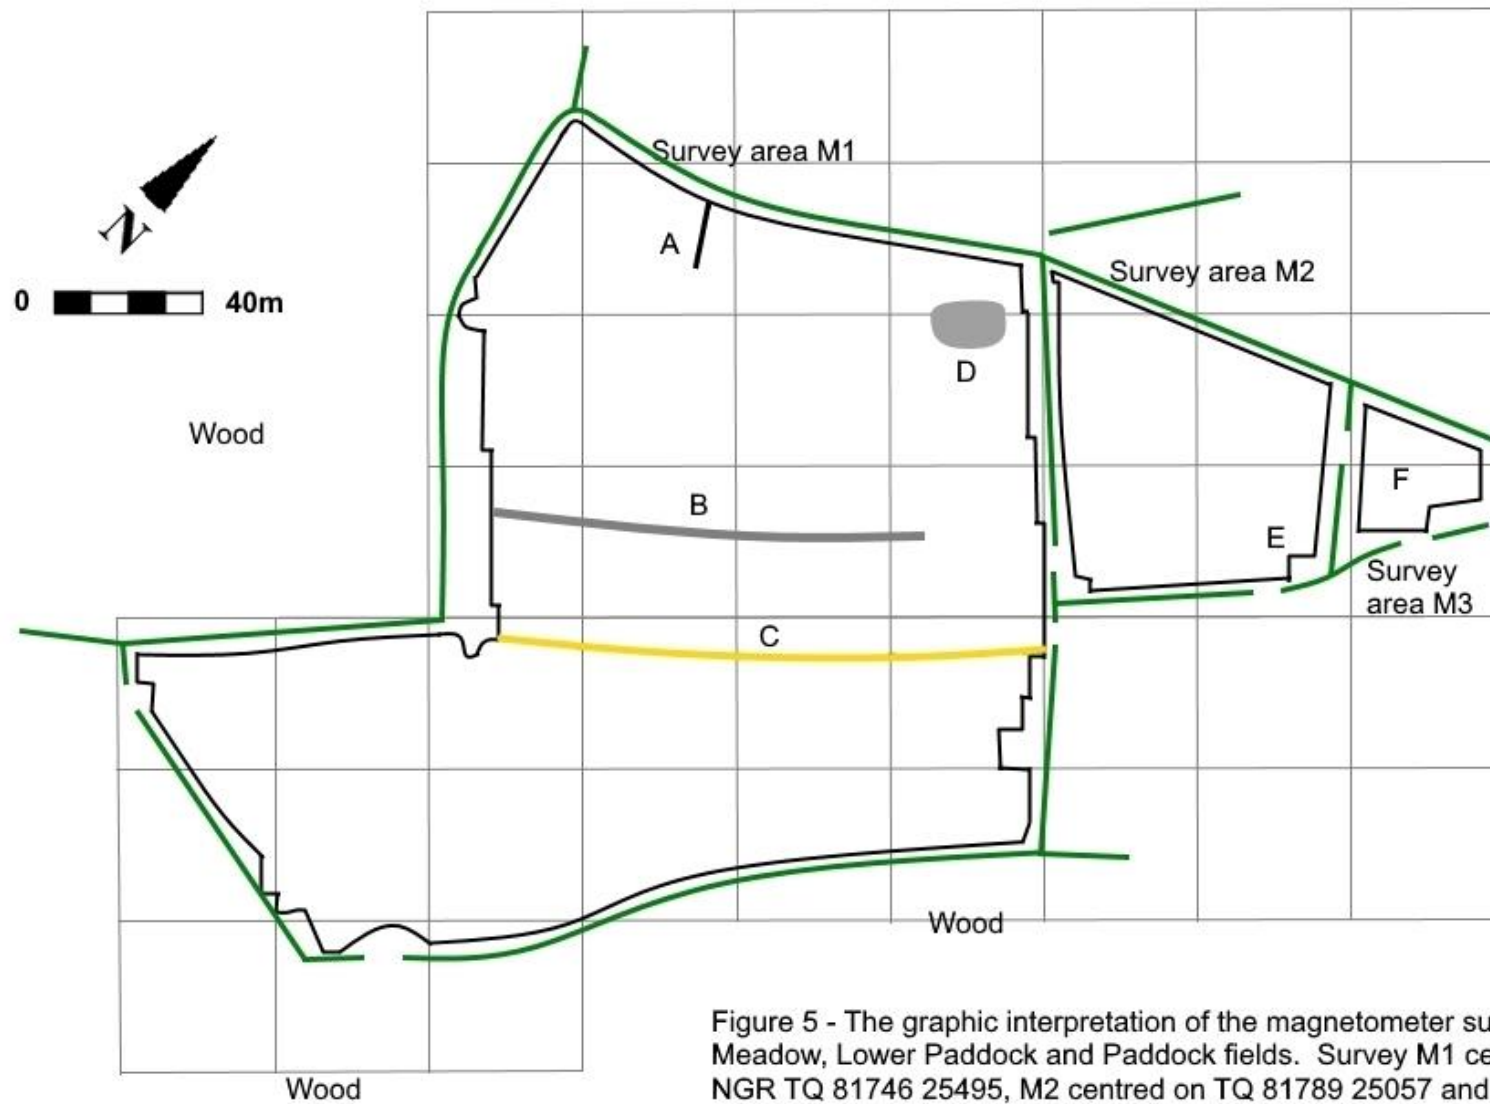 Survey area M1
A
Survey area M2
N
0 40m
D
Wood
B
F
E
Survey
area M3
C
Wood
Figure 5 - The graphic interpretation of the magnetometer su
Meadow, Lower Paddock and Paddock fields. Survey M1 ce
NGR TQ 81746 25495, M2 centred on TQ 81789 25057 and
Wood